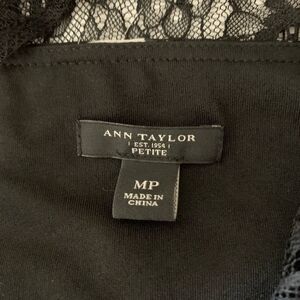 ANN TAYLOR
EST. 1954
PETITE
MP
MADE IN
CHINA